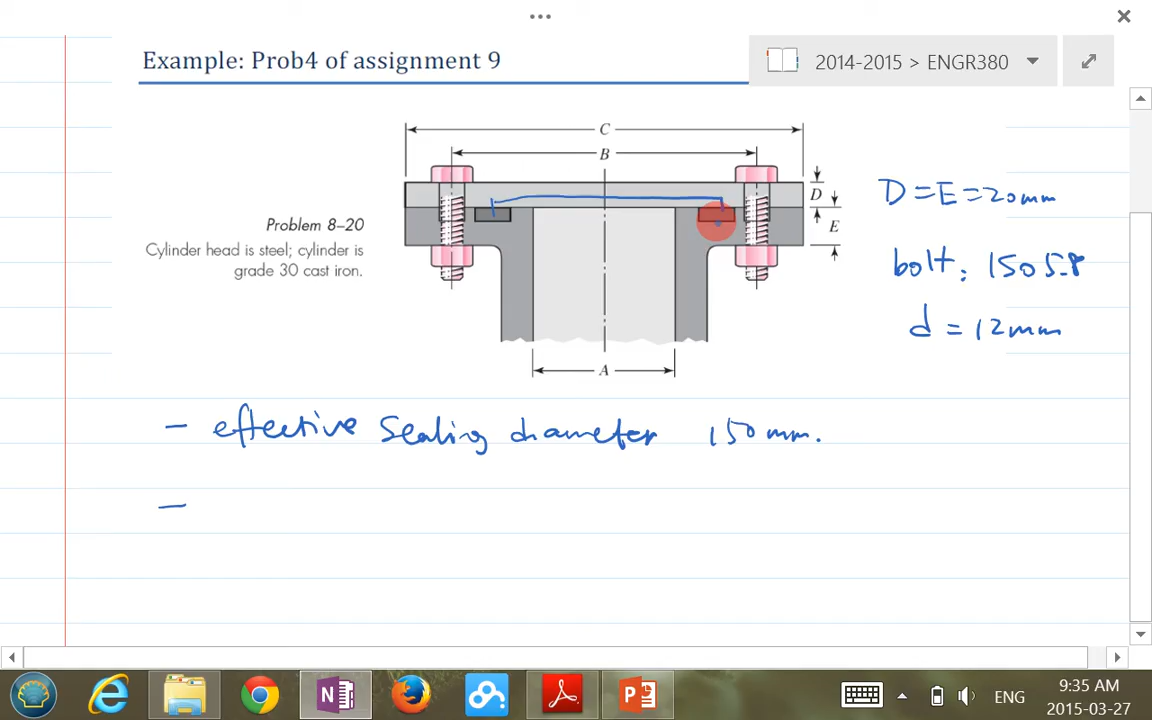 Example: Prob4 of assignment 9
2014-2015 > ENGR380
C
B
D
E
A
Problem 8–20
Cylinder head is steel; cylinder is
grade 30 cast iron.
D = E = 20mm
bolt: ISO 5.8
d = 12mm
- effective sealing diameter 150mm.
-
ENG
9:35 AM
2015-03-27